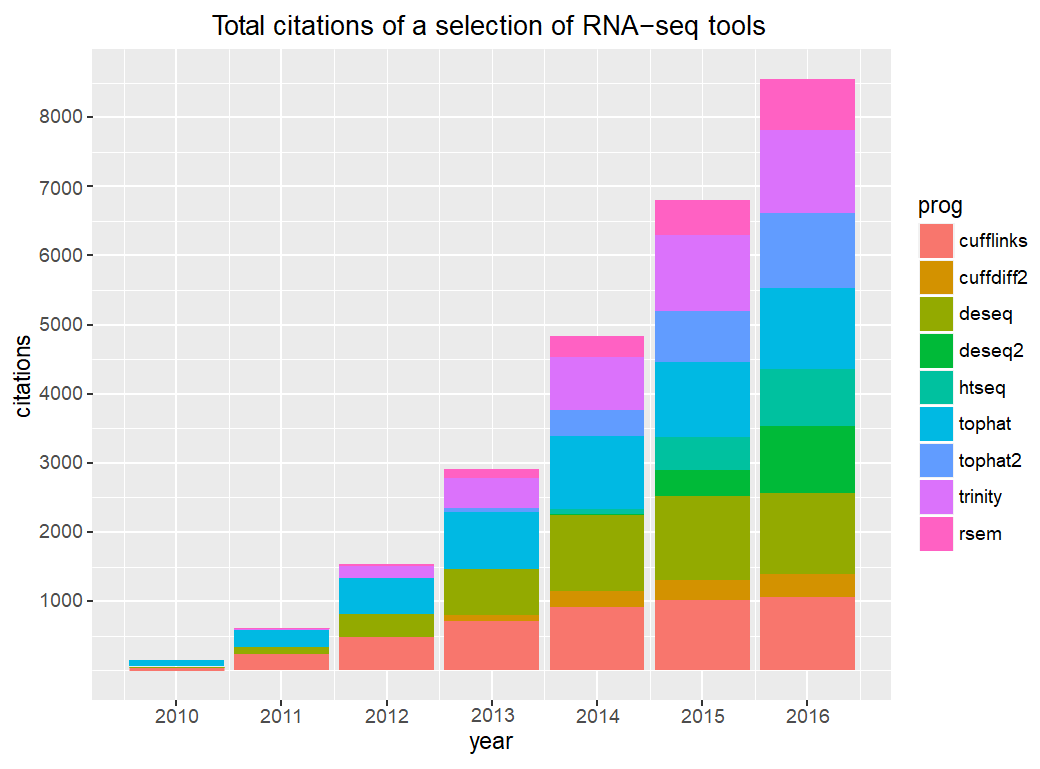 Total citations of a selection of RNA−seq tools
8000
7000
6000
5000
4000
3000
2000
1000
citations
2010 2011 2012 2013 2014 2015 2016
year
prog
cufflinks
cuffdiff2
deseq
deseq2
htseq
tophat
tophat2
trinity
rsem